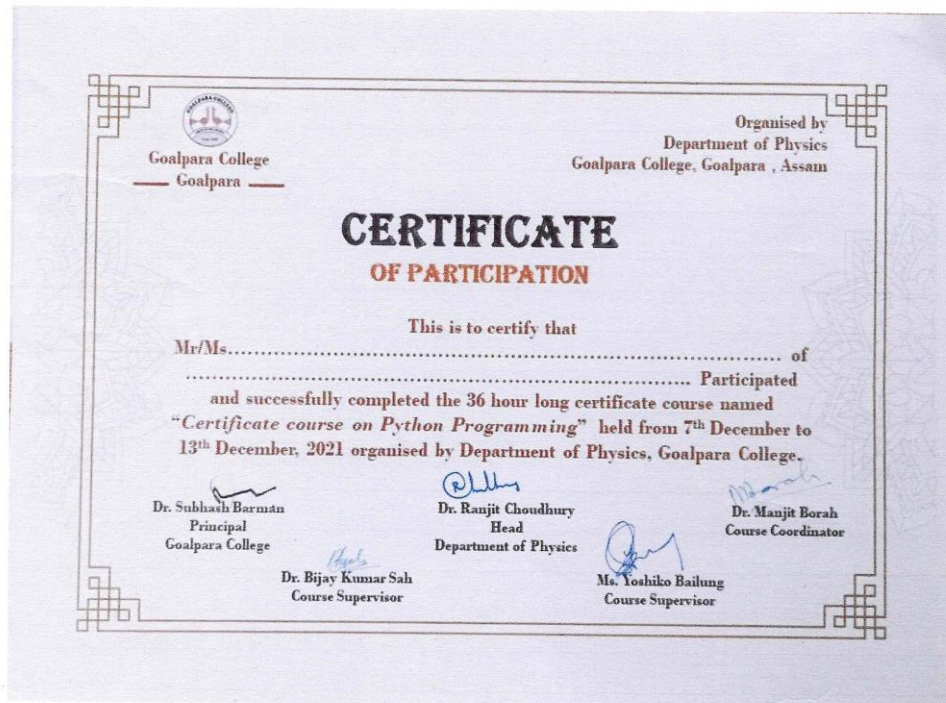 GOALPARA COLLEGE
Goalpara College
Goalpara
Organised by
Department of Physics
Goalpara College, Goalpara , Assam
CERTIFICATE
OF PARTICIPATION
This is to certify that
Mr/Ms.................................................................................... of
............................................................................. Participated
and successfully completed the 36 hour long certificate course named
“Certificate course on Python Programming” held from 7th December to
13th December, 2021 organised by Department of Physics, Goalpara College.
Dr. Subhash Barman
Principal
Goalpara College
Dr. Ranjit Choudhury
Head
Department of Physics
MBorah
Dr. Manjit Borah
Course Coordinator
Dr. Bijay Kumar Sah
Course Supervisor
Ms. Yoshiko Bailung
Course Supervisor